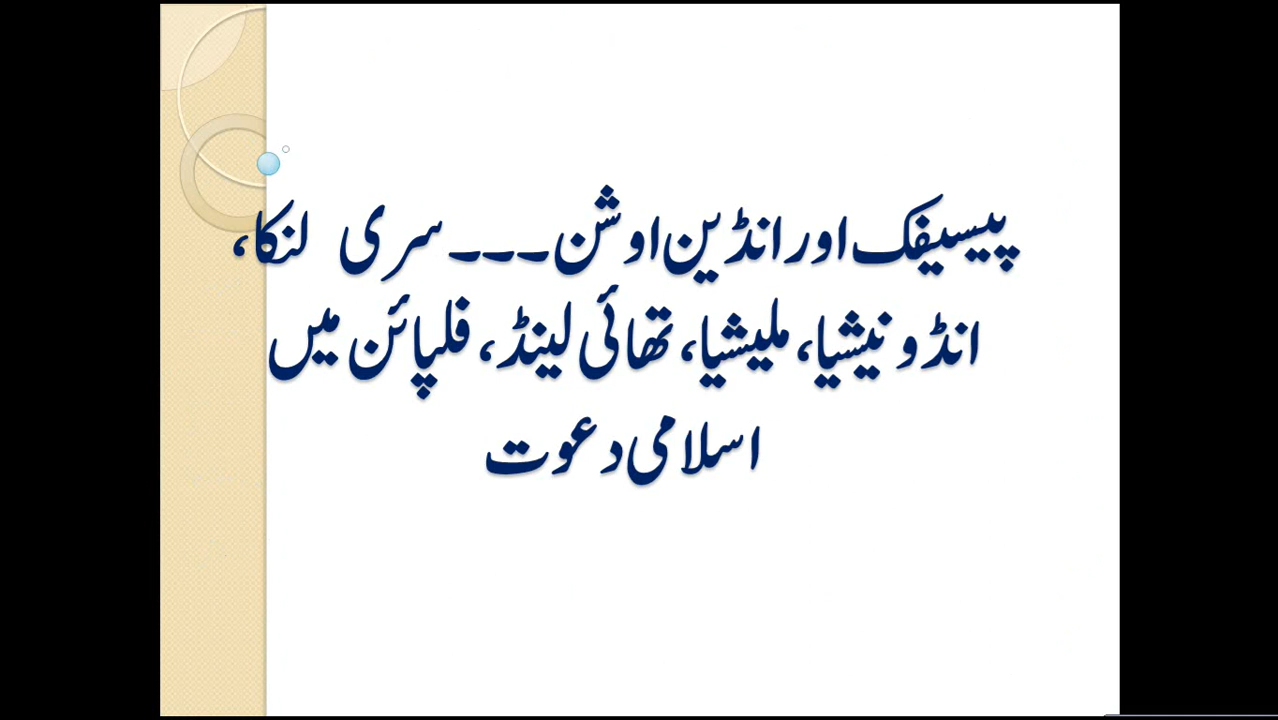 پیسیفک اور انڈین اوشن۔۔۔سری لنکا،
انڈونیشیا، ملیشیا، تھائی لینڈ، فلپائن میں
اسلامی دعوت